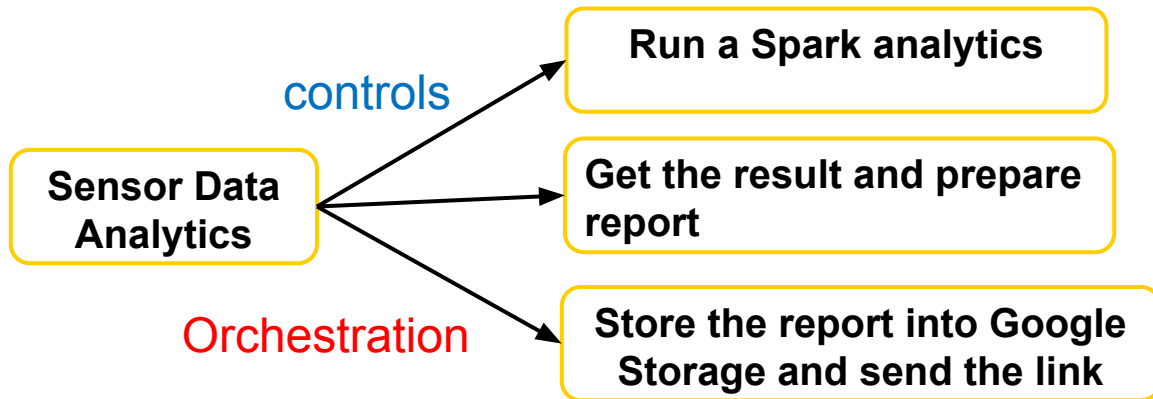 Run a Spark analytics
controls
Sensor Data
Analytics
Get the result and prepare
report
Orchestration
Store the report into Google
Storage and send the link